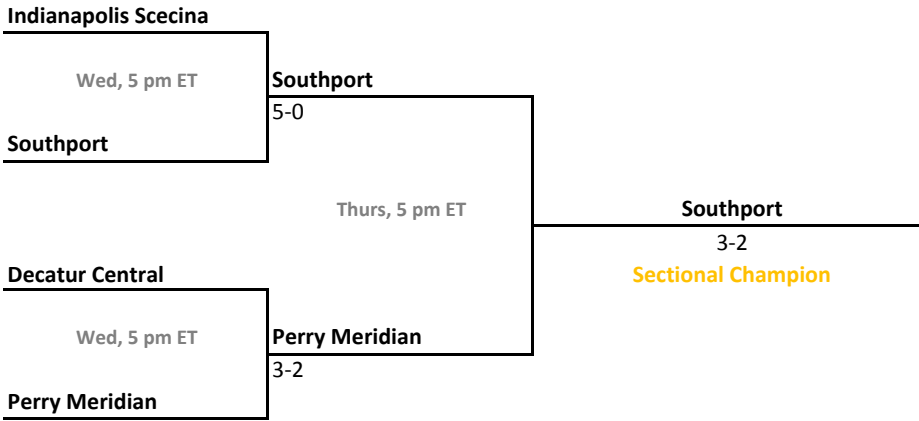 Indianapolis Scecina
Wed, 5 pm ET
Southport
5-0
Southport
Thurs, 5 pm ET
Southport
3-2
Sectional Champion
Decatur Central
Wed, 5 pm ET
Perry Meridian
3-2
Perry Meridian